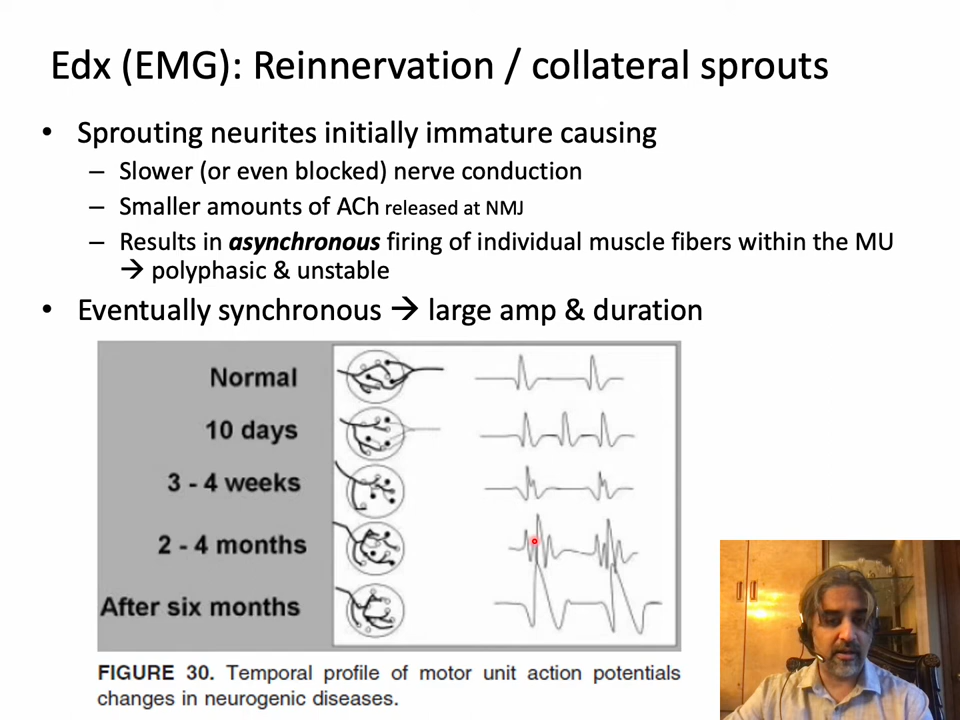 Edx (EMG): Reinnervation / collateral sprouts
• Sprouting neurites initially immature causing
– Slower (or even blocked) nerve conduction
– Smaller amounts of ACh released at NMJ
– Results in asynchronous firing of individual muscle fibers within the MU
→ polyphasic & unstable
• Eventually synchronous → large amp & duration
Normal
10 days
3 - 4 weeks
2 - 4 months
After six months
FIGURE 30. Temporal profile of motor unit action potentials
changes in neurogenic diseases.